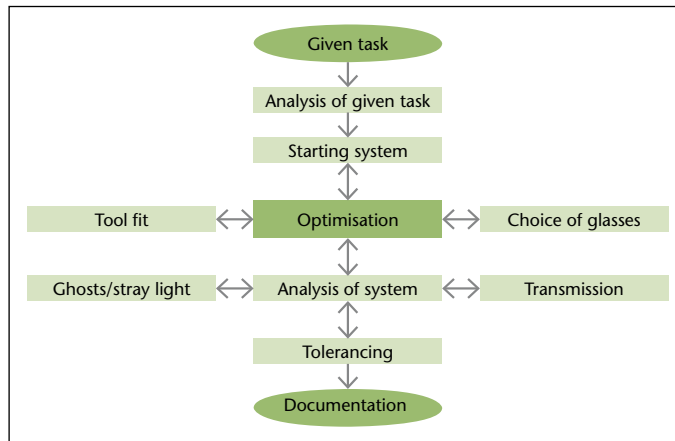 Given task
Analysis of given task
Starting system
Tool fit
Optimisation
Choice of glasses
Ghosts/stray light
Analysis of system
Transmission
Tolerancing
Documentation